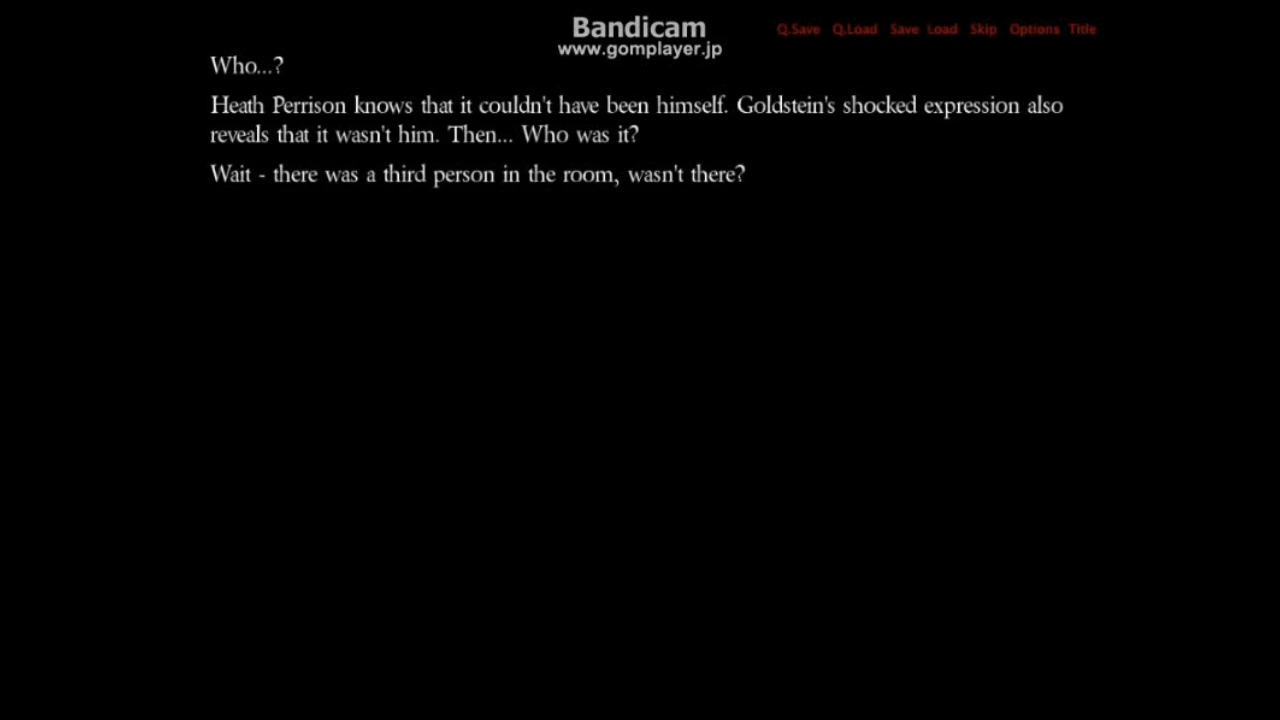 Bandicam
www.gomplayer.jp
Q.Save Q.Load Save Load Skip Options Title
Who...?
Heath Perrison knows that it couldn't have been himself. Goldstein's shocked expression also
reveals that it wasn't him. Then... Who was it?
Wait - there was a third person in the room, wasn't there?